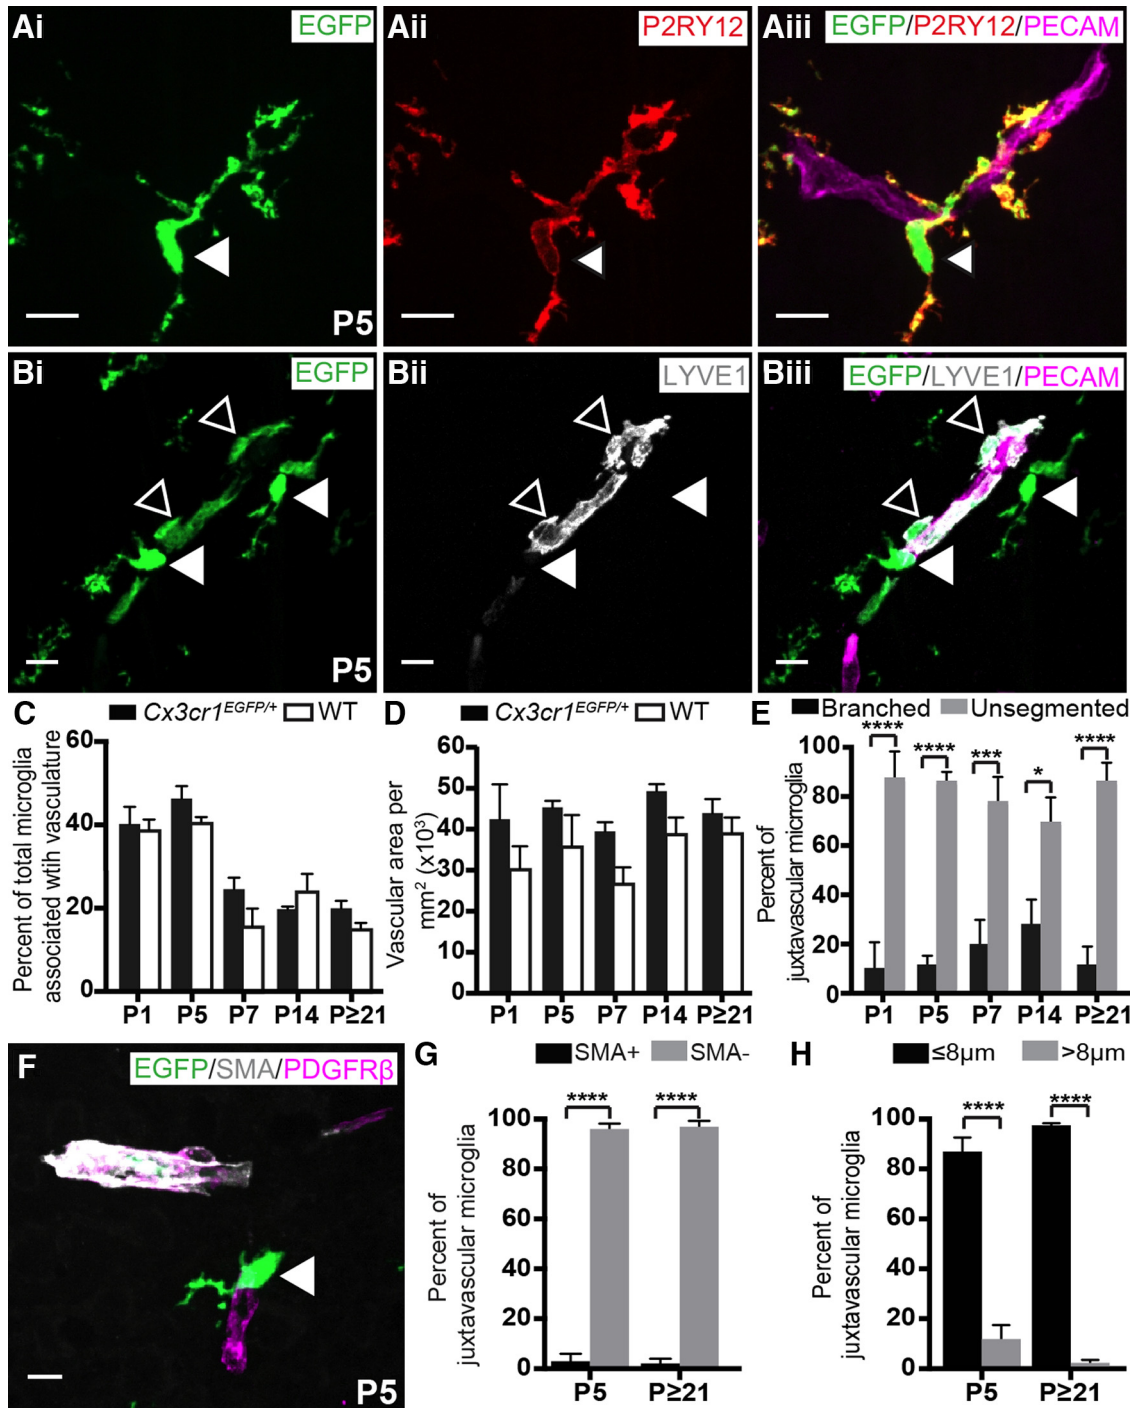 Ai EGFP Aii P2RY12 Aiii EGFP/P2RY12/PECAM
P5
Bi EGFP Bii LYVE1 Biii EGFP/LYVE1/PECAM
P5
C Cx3cr1EGFP/+ WT
Percent of total microglia
associated wtih vasculature
60
40
20
0
P1 P5 P7 P14 P≥21
D Cx3cr1EGFP/+ WT
Vascular area per
mm2 (x103)
60
50
40
30
20
10
0
P1 P5 P7 P14 P≥21
E Branched Unsegmented
Percent of
juxtavascular micrroglia
100
80
60
40
20
0
**** **** *** * ****
P1 P5 P7 P14 P≥21
F EGFP/SMA/PDGFRβ
P5
G SMA+ SMA-
Percent of
juxtavascular microglia
100
80
60
40
20
0
**** ****
P5 P≥21
H ≤8μm >8μm
Percent of
juxtavascular microglia
100
80
60
40
20
0
**** ****
P5 P≥21